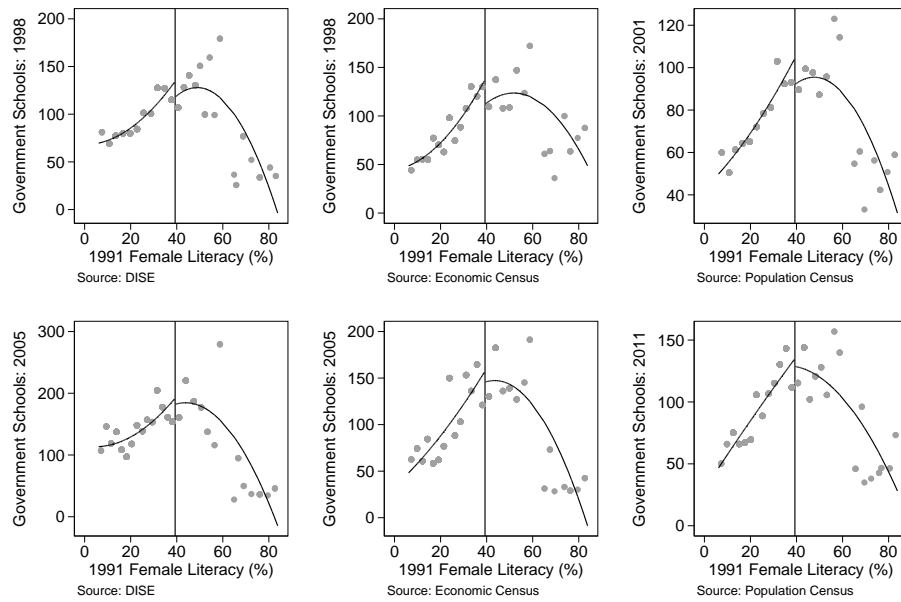 Government Schools: 1998
200
150
100
50
0
0 20 40 60 80
1991 Female Literacy (%)
Source: DISE
Government Schools: 1998
200
150
100
50
0
0 20 40 60 80
1991 Female Literacy (%)
Source: Economic Census
Government Schools: 2001
120
100
80
60
40
0 20 40 60 80
1991 Female Literacy (%)
Source: Population Census
Government Schools: 2005
300
200
100
0
0 20 40 60 80
1991 Female Literacy (%)
Source: DISE
Government Schools: 2005
200
150
100
50
0
0 20 40 60 80
1991 Female Literacy (%)
Source: Economic Census
Government Schools: 2011
150
100
50
0
0 20 40 60 80
1991 Female Literacy (%)
Source: Population Census